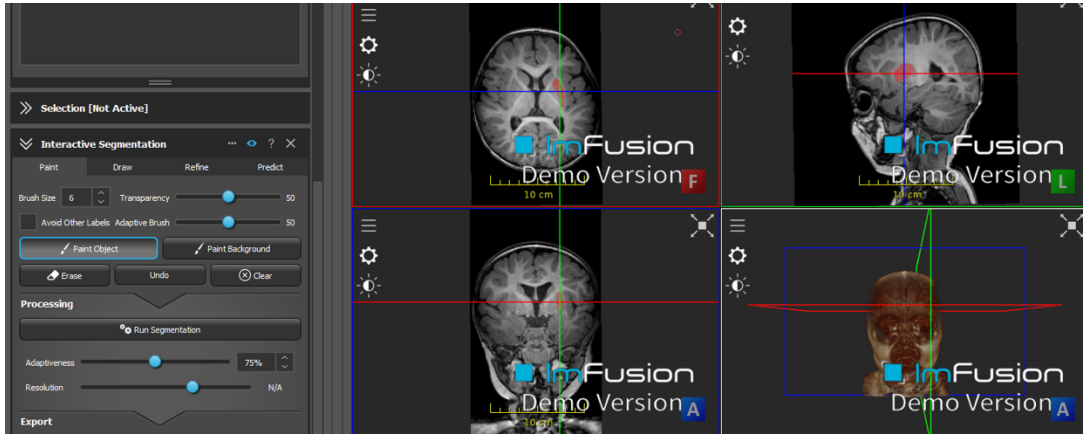 Selection [Not Active]
Interactive Segmentation ... ? X
Paint Draw Refine Predict
Brush Size 6 Transparency 50
Avoid Other Labels Adaptive Brush 50
Paint Object Paint Background
Erase Undo Clear
Processing
Run Segmentation
Adaptiveness 75%
Resolution N/A
Export
ImFusion
Demo Version F
10 cm
ImFusion
Demo Version L
10 cm
ImFusion
Demo Version A
10 cm
ImFusion
Demo Version A